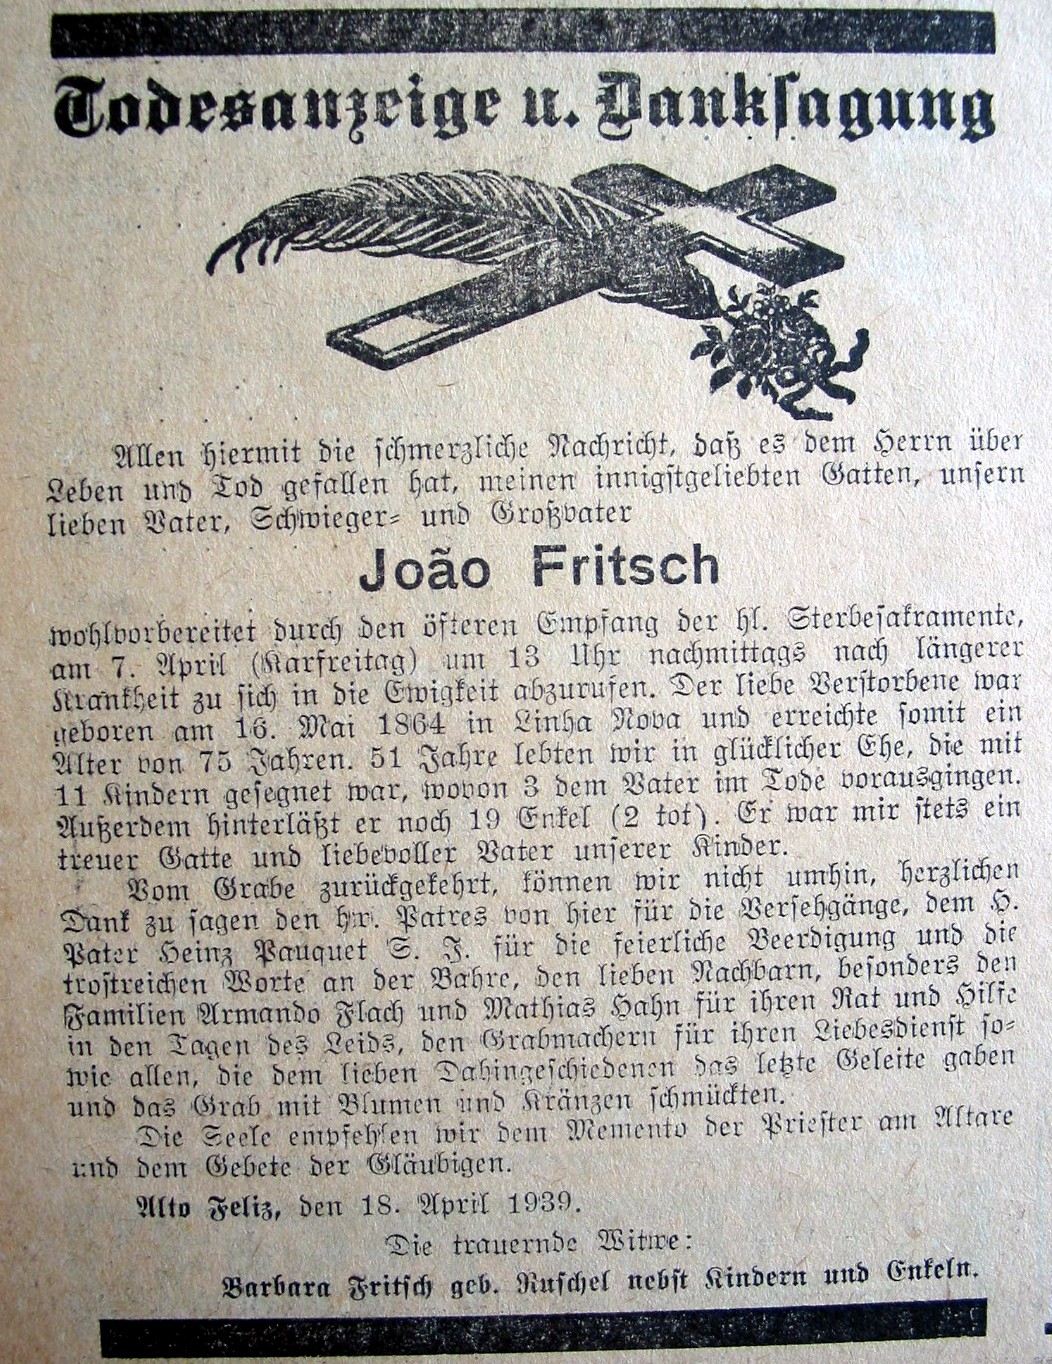 Todesanzeige u. Danksagung
Allen hiermit die schmerzliche Nachricht, daß es dem Herrn über
Leben und Tod gefallen hat, meinen innigstgeliebten Gatten, unsern
lieben Vater, Schwieger= und Großvater
João Fritsch
wohlvorbereitet durch den öfteren Empfang der hl. Sterbesakramente,
am 7. April (Karfreitag) um 13 Uhr nachmittags nach längerer
Krankheit zu sich in die Ewigkeit abzurufen. Der liebe Verstorbene war
geboren am 16. Mai 1864 in Linha Nova und erreichte somit ein
Alter von 75 Jahren. 51 Jahre lebten wir in glücklicher Ehe, die mit
11 Kindern gesegnet war, wovon 3 dem Vater im Tode vorausgingen.
Außerdem hinterläßt er noch 19 Enkel (2 tot). Er war mir stets ein
treuer Gatte und liebevoller Vater unserer Kinder.
Vom Grabe zurückgekehrt, können wir nicht umhin, herzlichen
Dank zu sagen den hw. Patres von hier für die Versehgänge, dem H.
Pater Heinz Pauquet S. J. für die feierliche Beerdigung und die
trostreichen Worte an der Bahre, den lieben Nachbarn, besonders den
Familien Armando Flach und Mathias Hahn für ihren Rat und Hilfe
in den Tagen des Leids, den Grabmachern für ihren Liebesdienst so=
wie allen, die dem lieben Dahingeschiedenen das letzte Geleite gaben
und das Grab mit Blumen und Kränzen schmückten.
Die Seele empfehlen wir dem Memento der Priester am Altare
und dem Gebete der Gläubigen.
Alto Feliz, den 18. April 1939.
Die trauernde Witwe:
Barbara Fritsch geb. Ruschel nebst Kindern und Enkeln.